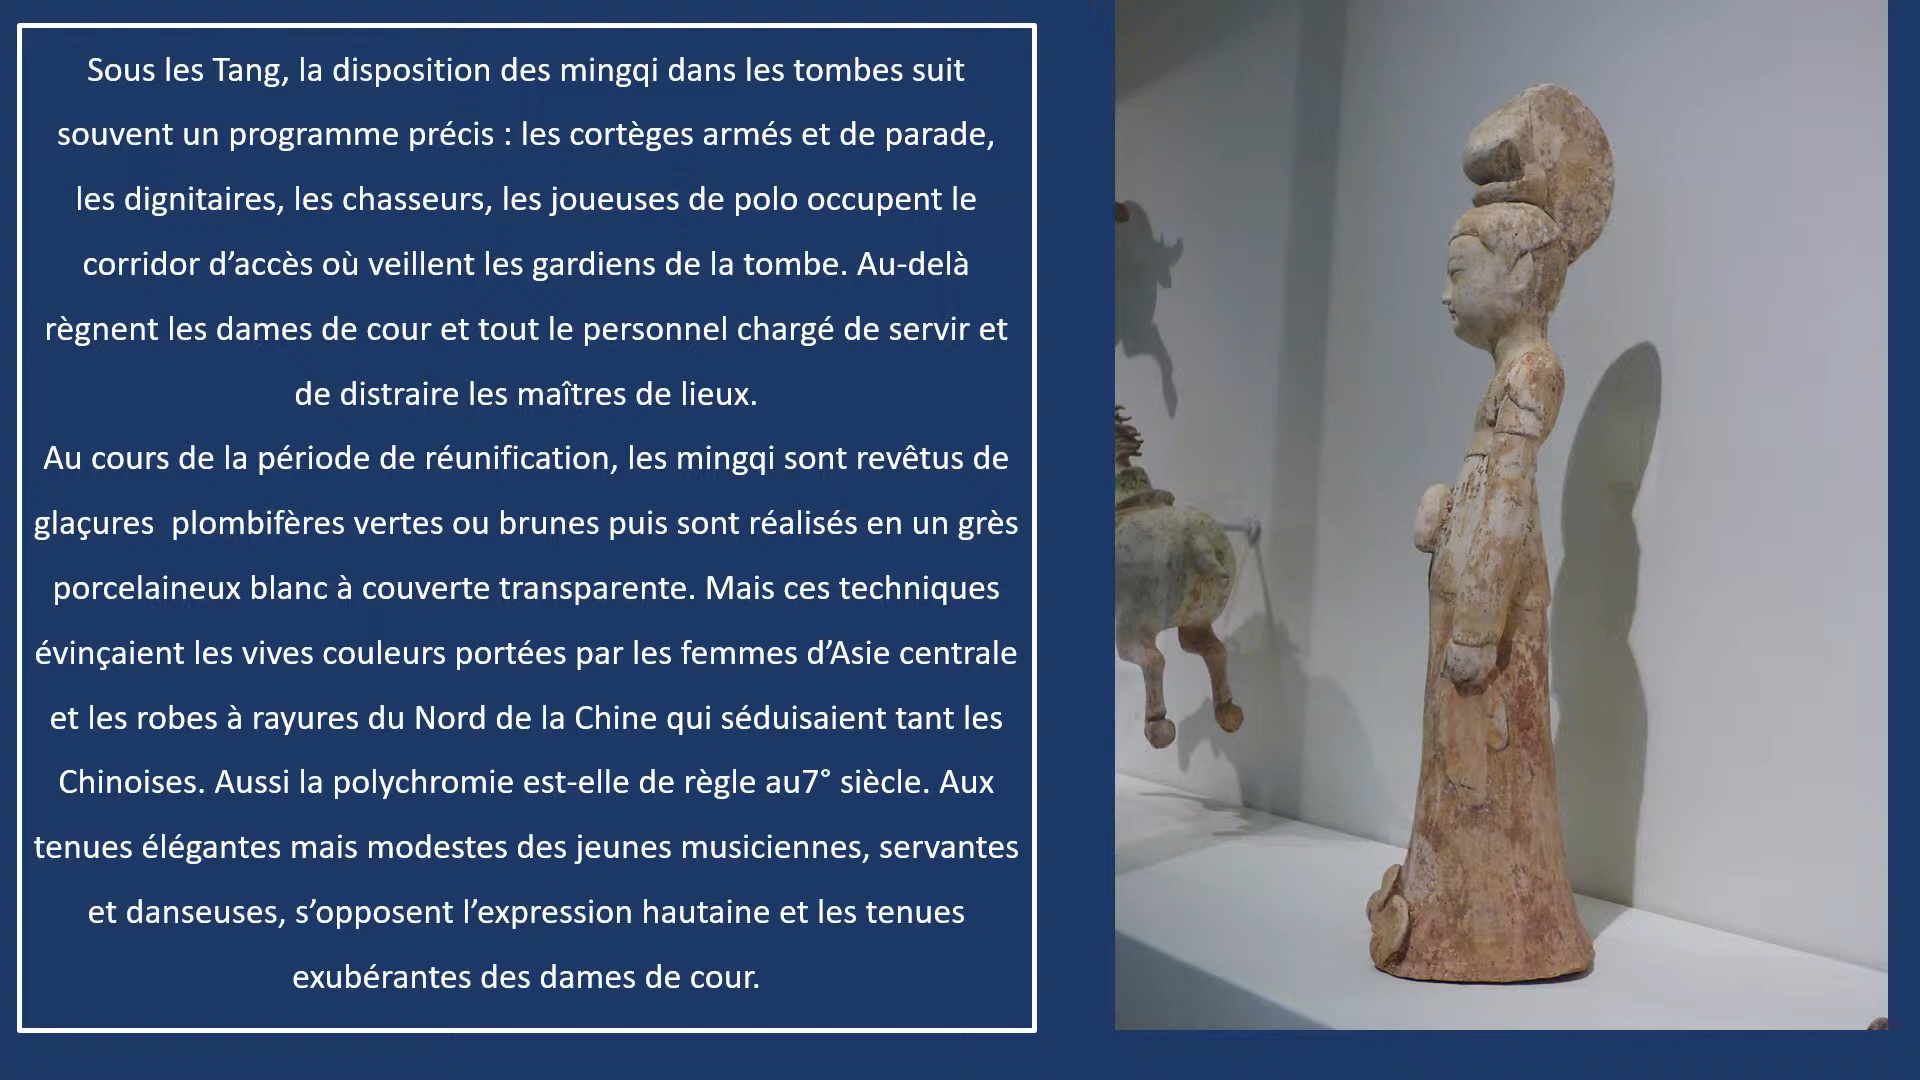 Sous les Tang, la disposition des mingqi dans les tombes suit
souvent un programme précis : les cortèges armés et de parade,
les dignitaires, les chasseurs, les joueuses de polo occupent le
corridor d’accès où veillent les gardiens de la tombe. Au-delà
règnent les dames de cour et tout le personnel chargé de servir et
de distraire les maîtres de lieux.
Au cours de la période de réunification, les mingqi sont revêtus de
glaçures  plombifères vertes ou brunes puis sont réalisés en un grès
porcelaineux blanc à couverte transparente. Mais ces techniques
évinçaient les vives couleurs portées par les femmes d’Asie centrale
et les robes à rayures du Nord de la Chine qui séduisaient tant les
Chinoises. Aussi la polychromie est-elle de règle au7° siècle. Aux
tenues élégantes mais modestes des jeunes musiciennes, servantes
et danseuses, s’opposent l’expression hautaine et les tenues
exubérantes des dames de cour.